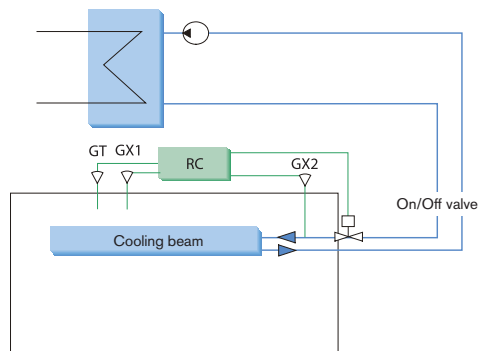 GT
GX1
RC
GX2
On/Off valve
Cooling beam